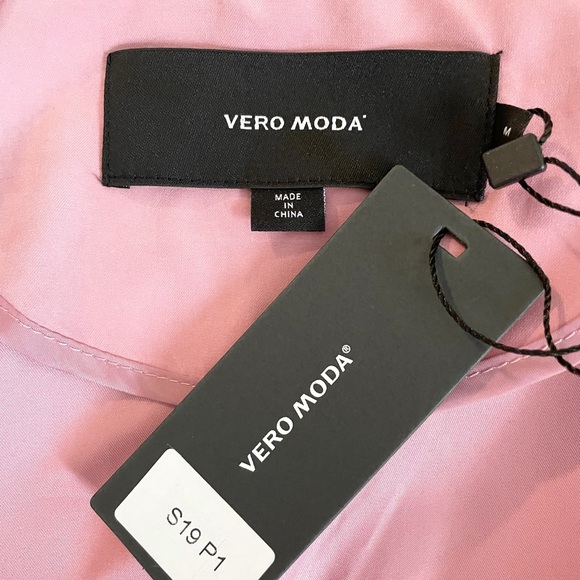 VERO MODA
M
MADE
IN
CHINA
VERO MODA®
S19 P1